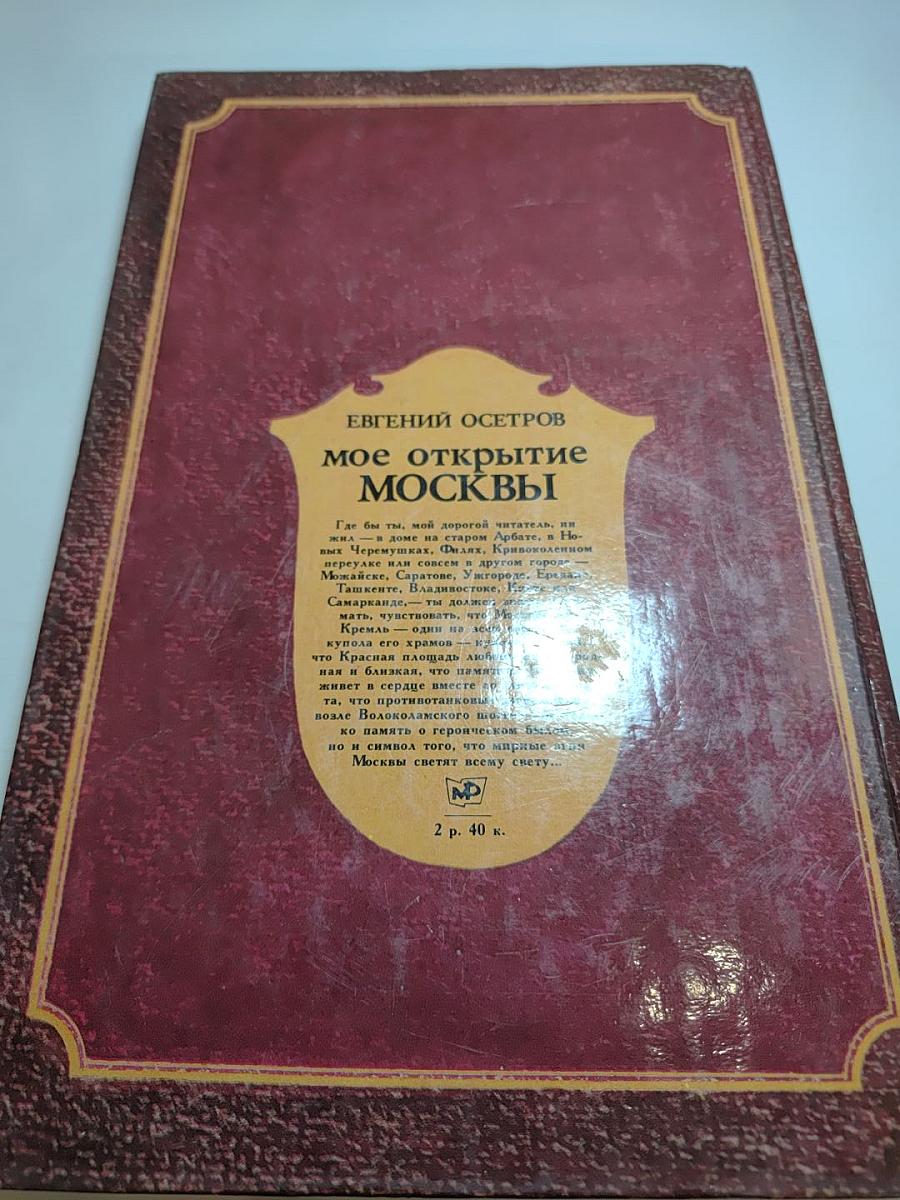 ЕВГЕНИЙ ОСЕТРОВ
мое открытие
МОСКВЫ
Где бы ты, мой дорогой читатель, ни
жил — в доме на старом Арбате, в Но-
вых Черемушках, Филях, Кривоколенном
переулке или совсем в другом городе —
Можайске, Саратове, Ужгороде, Ереване,
Ташкенте, Владивостоке,
Самарканде,— ты должен
мать, чувствовать, что
Кремль — один на
купола его храмов —
что Красная площадь
ная и близкая, что
живет в сердце вместе
та, что
возле Волоколамского
ко память о героическом былом,
но и символ того, что мирные огни
Москвы светят всему свету...
МР
2 р. 40 к.